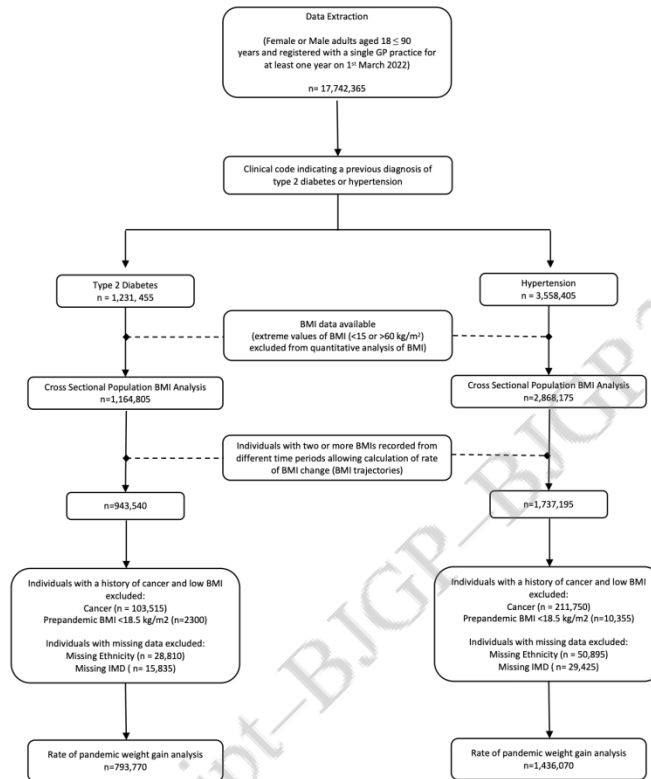 Data Extraction
(Female or Male adults aged 18 ≤ 90
years and registered with a single GP practice for
at least one year on 1st March 2022)
n= 17,742,365
Clinical code indicating a previous diagnosis of
type 2 diabetes or hypertension
Type 2 Diabetes
n = 1,231, 455
Hypertension
n = 3,558,405
BMI data available
(extreme values of BMI (<15 or >60 kg/m²)
excluded from quantitative analysis of BMI)
Cross Sectional Population BMI Analysis
n=1,164,805
Cross Sectional Population BMI Analysis
n=2,868,175
Individuals with two or more BMIs recorded from
different time periods allowing calculation of rate
of BMI change (BMI trajectories)
n=943,540
n=1,737,195
Individuals with a history of cancer and low BMI
excluded:
Cancer (n = 103,515)
Prepandemic BMI <18.5 kg/m2 (n=2300)
Individuals with missing data excluded:
Missing Ethnicity (n = 28,810)
Missing IMD ( n= 15,835)
Individuals with a history of cancer and low BMI
excluded:
Cancer (n = 211,750)
Prepandemic BMI <18.5 kg/m2 (n=10,355)
Individuals with missing data excluded:
Missing Ethnicity (n = 50,895)
Missing IMD ( n= 29,425)
Rate of pandemic weight gain analysis
n=793,770
Rate of pandemic weight gain analysis
n=1,436,070
ipt–BJGP–BJGP